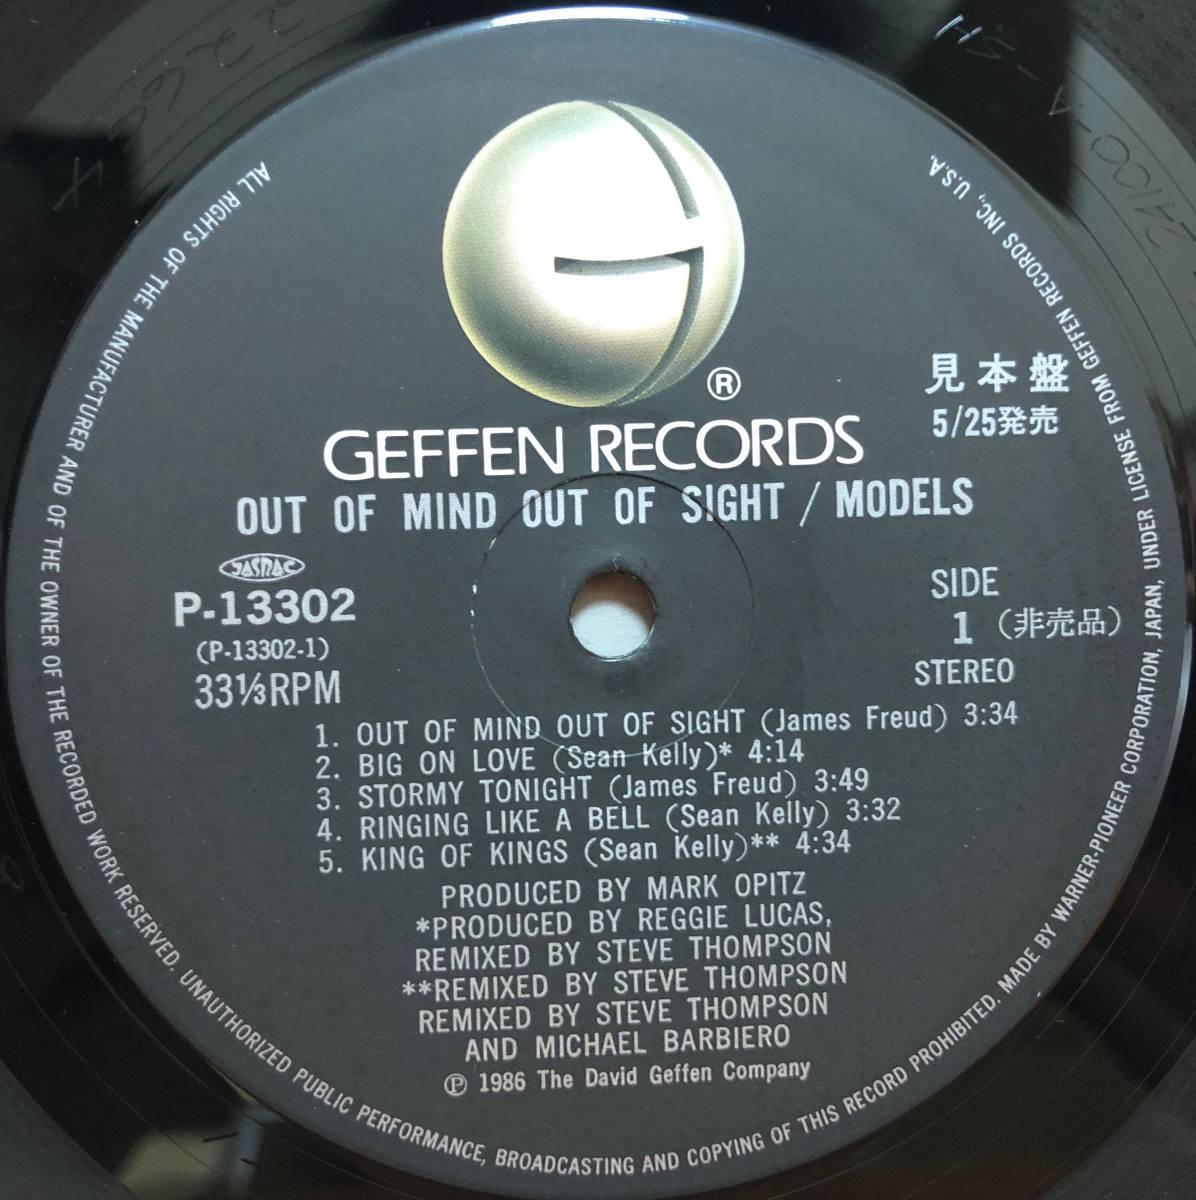 ®
GEFFEN RECORDS
見本盤
5/25発売
OUT OF MIND OUT OF SIGHT / MODELS
JASRAC
P-13302
(P-13302-1)
33⅓RPM
SIDE
1 (非売品)
STEREO
1. OUT OF MIND OUT OF SIGHT (James Freud) 3:34
2. BIG ON LOVE (Sean Kelly)* 4:14
3. STORMY TONIGHT (James Freud) 3:49
4. RINGING LIKE A BELL (Sean Kelly) 3:32
5. KING OF KINGS (Sean Kelly)** 4:34
PRODUCED BY MARK OPITZ
*PRODUCED BY REGGIE LUCAS,
REMIXED BY STEVE THOMPSON
**REMIXED BY STEVE THOMPSON
REMIXED BY STEVE THOMPSON
AND MICHAEL BARBIERO
℗ 1986 The David Geffen Company
ALL RIGHTS OF THE MANUFACTURER AND OF THE OWNER OF THE RECORDED WORK RESERVED. UNAUTHORIZED PUBLIC PERFORMANCE, BROADCASTING AND COPYING OF THIS RECORD PROHIBITED. MADE BY WARNER-PIONEER CORPORATION, JAPAN, UNDER LICENSE FROM GEFFEN RECORDS INC., U.S.A.